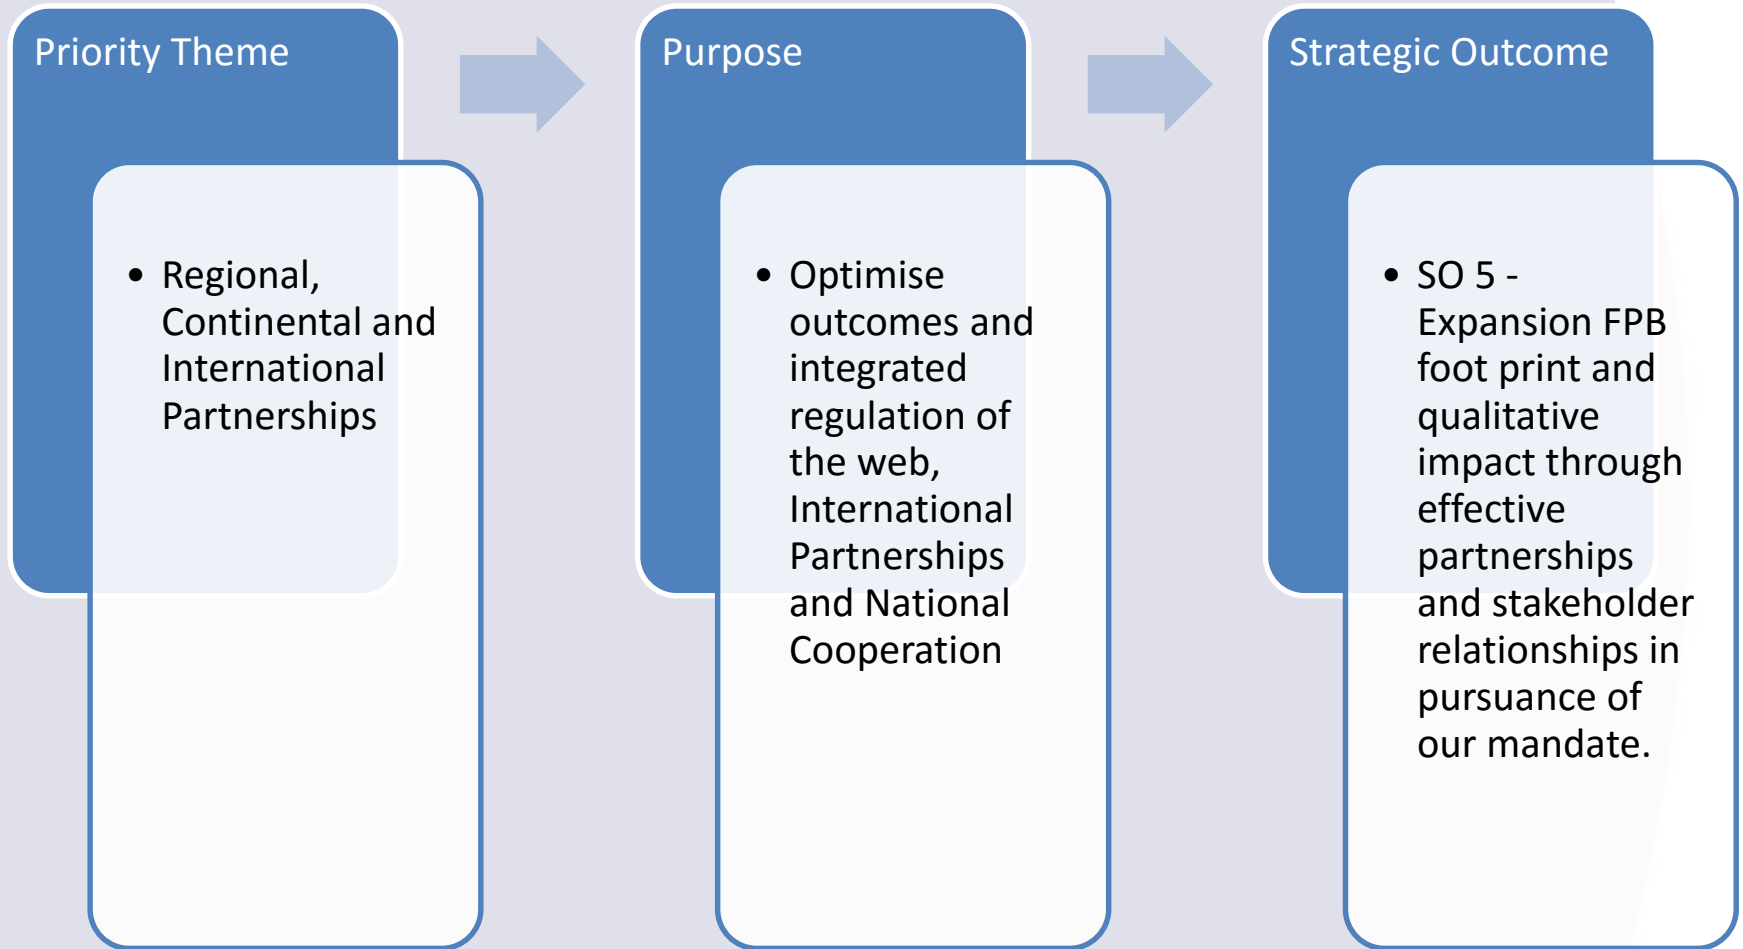 Priority Theme
• Regional,
Continental and
International
Partnerships
Purpose
• Optimise
outcomes and
integrated
regulation of
the web,
International
Partnerships
and National
Cooperation
Strategic Outcome
• SO 5 -
Expansion FPB
foot print and
qualitative
impact through
effective
partnerships
and stakeholder
relationships in
pursuance of
our mandate.